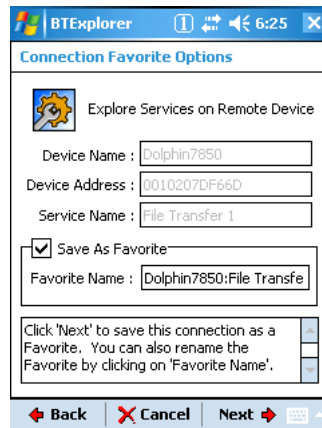 BTExplorer 1 6:25
Connection Favorite Options
Explore Services on Remote Device
Device Name : Dolphin7850
Device Address : 0010207DF66D
Service Name : File Transfer 1
Save As Favorite
Favorite Name : Dolphin7850:File Transfe
Click 'Next' to save this connection as a
Favorite. You can also rename the
Favorite by clicking on 'Favorite Name'.
Back Cancel Next